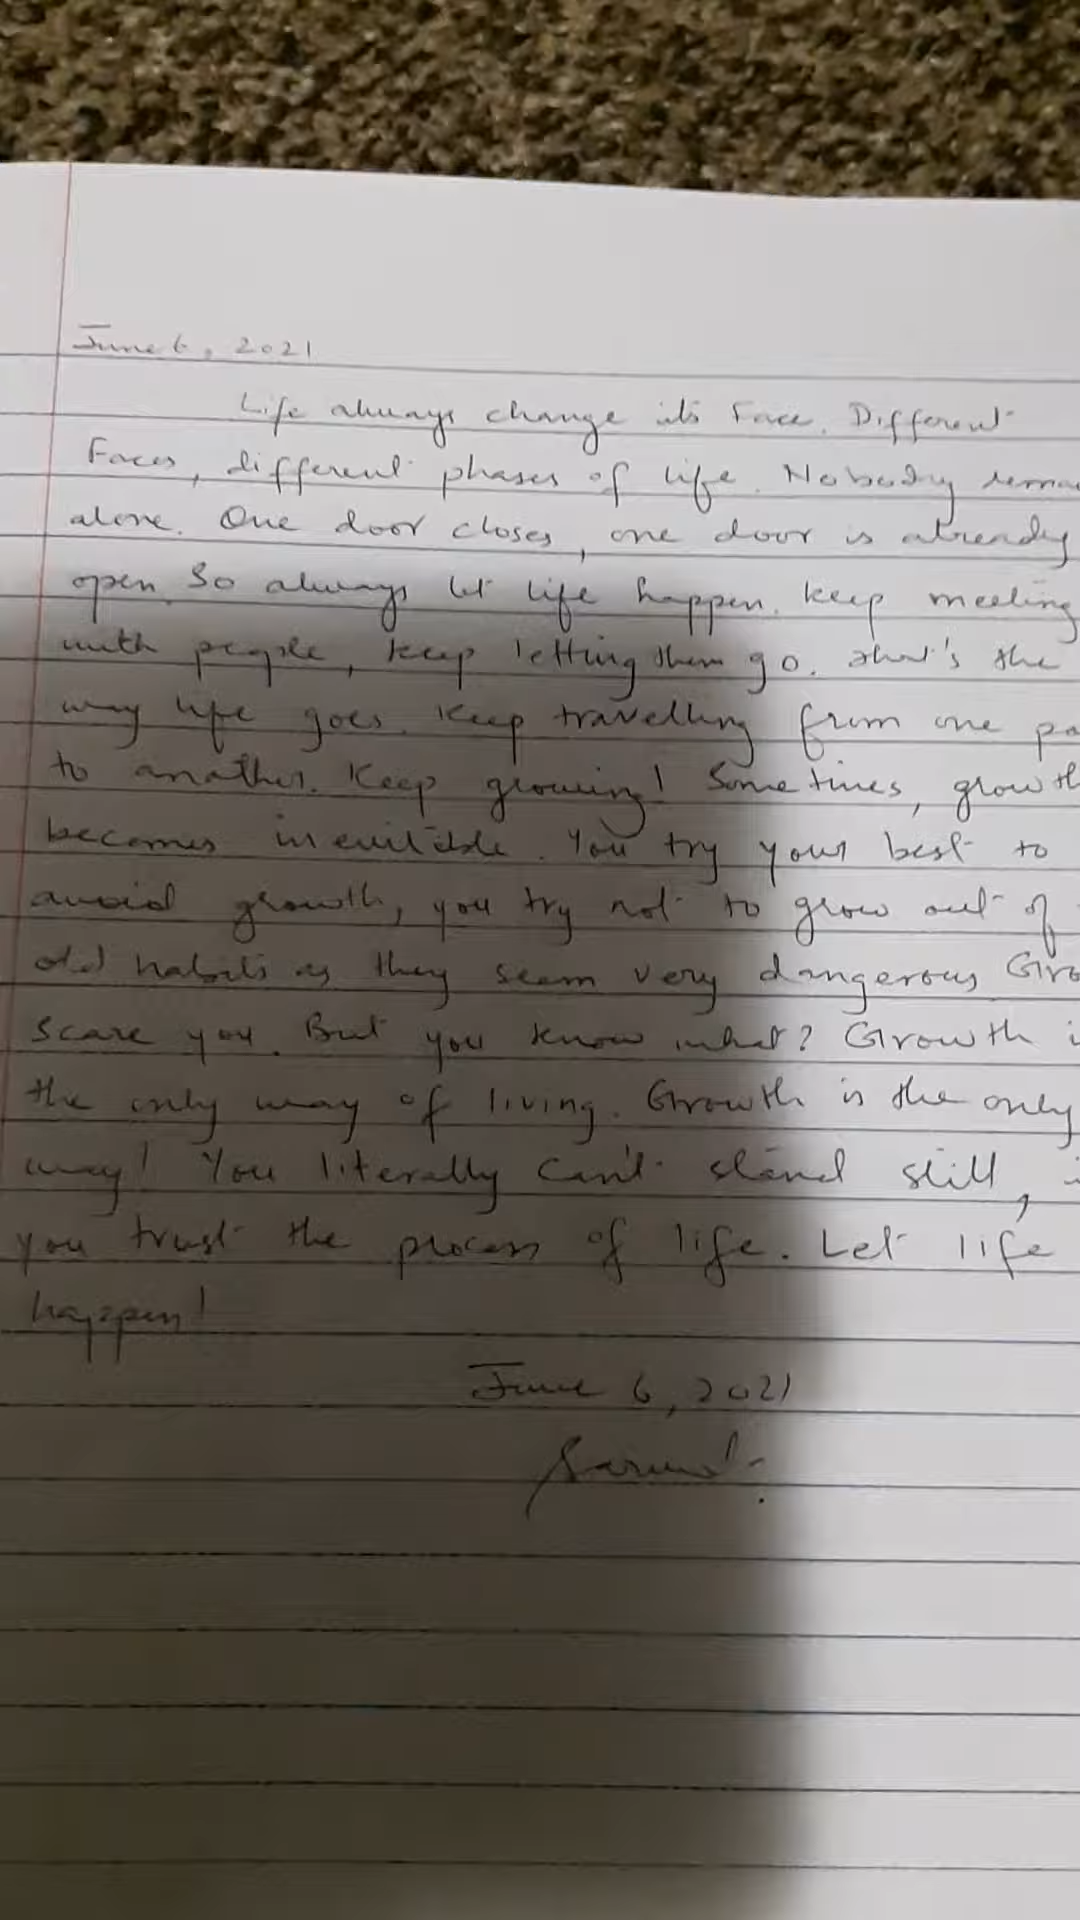 June 6, 2021
Life always change its Face. Different
Faces, different phases of life. Nobody
alone. One door closes, one door is already
open. So always let life happen. Keep meeting
with people, keep letting them go. that's the
way life goes. Keep travelling from one
to another. Keep growing! Sometimes, growth
becomes inevitable. You try your best to
avoid growth, you try not to grow out of
old habits as they seem very dangerous
scare you. But you know what? Growth
the only way of living. Growth is the only
way! You literally can't stand still,
you trust the process of life. Let life
happen!
June 6, 2021